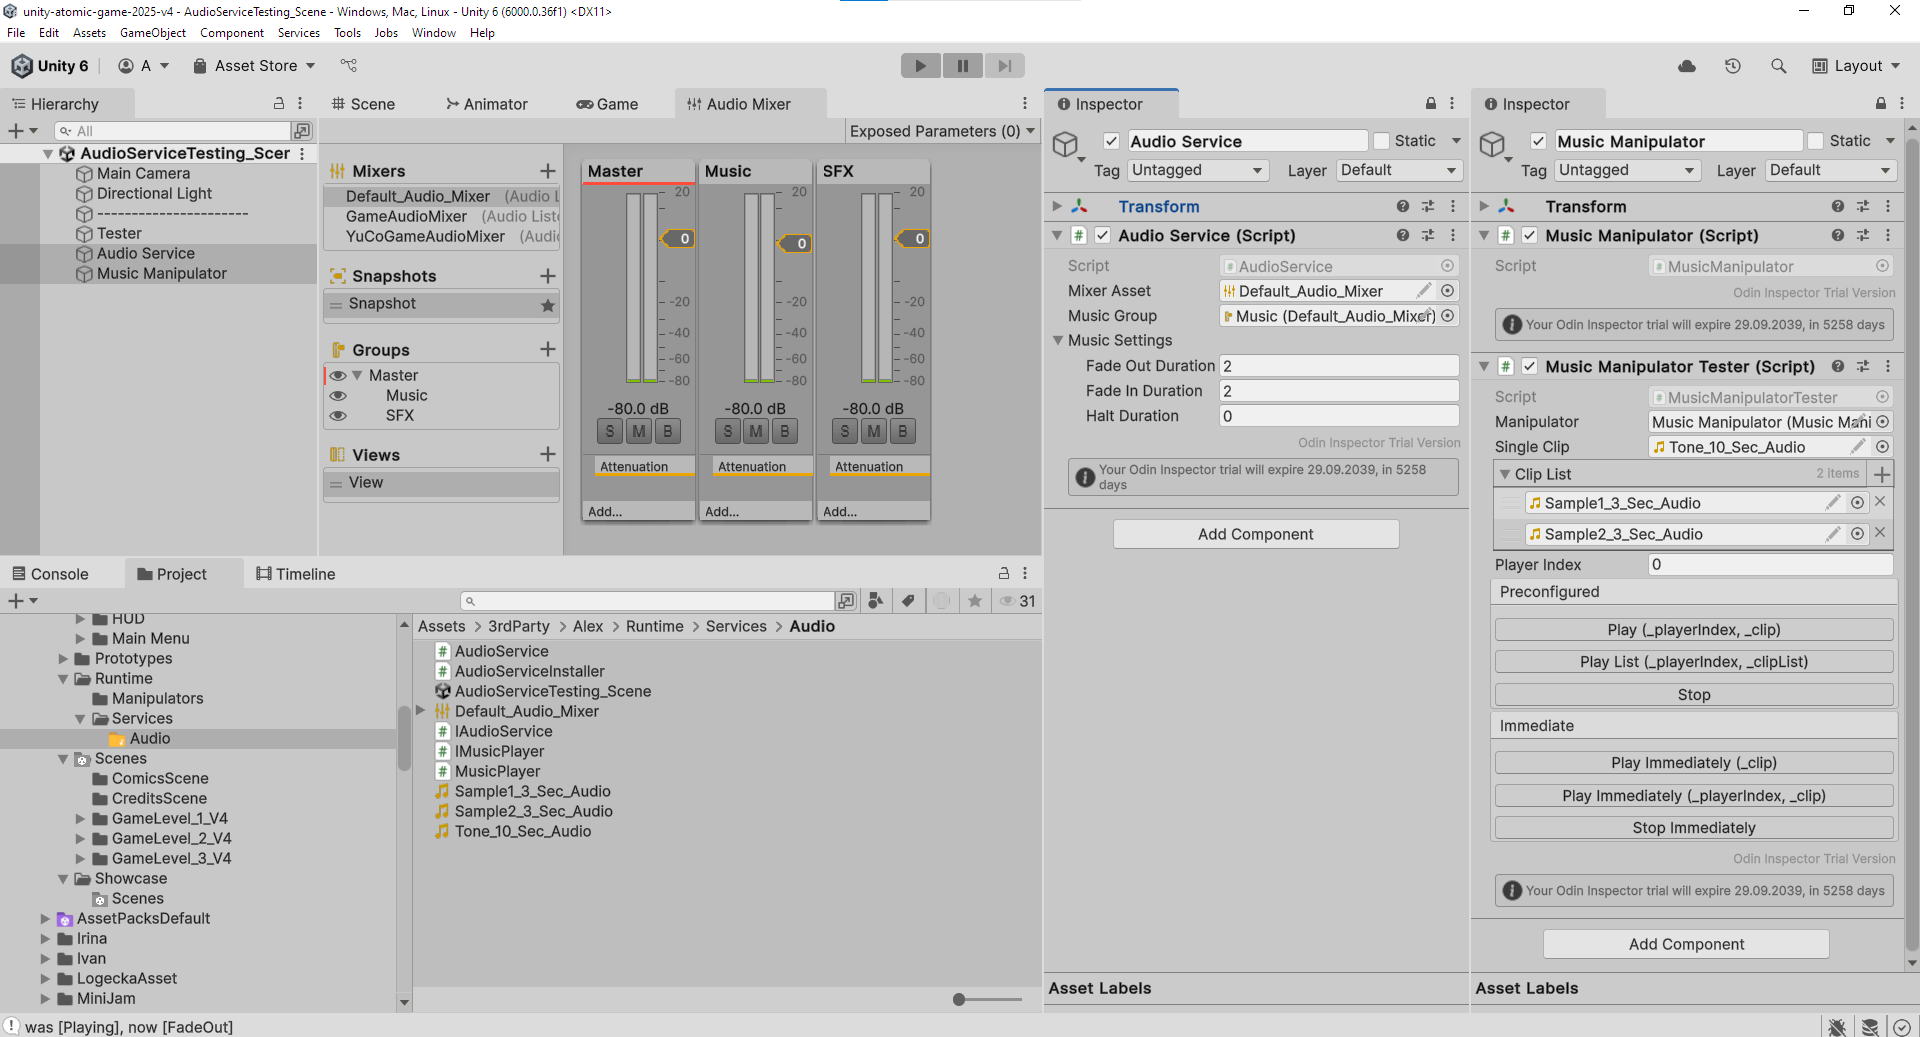 unity-atomic-game-2025-v4 - AudioServiceTesting_Scene - Windows, Mac, Linux - Unity 6 (6000.0.36f1) <DX11>
File Edit Assets GameObject Component Services Tools Jobs Window Help
Unity 6 A Asset Store Layout
Hierarchy
All
AudioServiceTesting_Scer
Main Camera
Directional Light
----------------------
Tester
Audio Service
Music Manipulator
Scene Animator Game Audio Mixer
Exposed Parameters (0)
Mixers
Default_Audio_Mixer (Audio L
GameAudioMixer (Audio Liste
YuCoGameAudioMixer (Audic
Snapshots
Snapshot
Groups
Master
Music
SFX
Views
View
Master Music SFX
20 20 20
0 0 0
-20 -20 -20
-40 -40 -40
-60 -60 -60
-80 -80 -80
-80.0 dB -80.0 dB -80.0 dB
S M B S M B S M B
Attenuation Attenuation Attenuation
Add... Add... Add...
Console Project Timeline
31
HUD
Main Menu
Prototypes
Runtime
Manipulators
Services
Audio
Scenes
ComicsScene
CreditsScene
GameLevel_1_V4
GameLevel_2_V4
GameLevel_3_V4
Showcase
Scenes
AssetPacksDefault
Irina
Ivan
LogeckaAsset
MiniJam
Assets > 3rdParty > Alex > Runtime > Services > Audio
AudioService
AudioServiceInstaller
AudioServiceTesting_Scene
Default_Audio_Mixer
IAudioService
IMusicPlayer
MusicPlayer
Sample1_3_Sec_Audio
Sample2_3_Sec_Audio
Tone_10_Sec_Audio
Inspector
Audio Service Static
Tag Untagged Layer Default
Transform
Audio Service (Script)
Script AudioService
Mixer Asset Default_Audio_Mixer
Music Group Music (Default_Audio_Mixer)
Music Settings
Fade Out Duration 2
Fade In Duration 2
Halt Duration 0
Odin Inspector Trial Version
Your Odin Inspector trial will expire 29.09.2039, in 5258
days
Add Component
Asset Labels
Inspector
Music Manipulator Static
Tag Untagged Layer Default
Transform
Music Manipulator (Script)
Script MusicManipulator
Odin Inspector Trial Version
Your Odin Inspector trial will expire 29.09.2039, in 5258 days
Music Manipulator Tester (Script)
Script MusicManipulatorTester
Manipulator Music Manipulator (Music Mani
Single Clip Tone_10_Sec_Audio
Clip List 2 Items
Sample1_3_Sec_Audio
Sample2_3_Sec_Audio
Player Index 0
Preconfigured
Play (_playerIndex, _clip)
Play List (_playerIndex, _clipList)
Stop
Immediate
Play Immediately (_clip)
Play Immediately (_playerIndex, _clip)
Stop Immediately
Odin Inspector Trial Version
Your Odin Inspector trial will expire 29.09.2039, in 5258 days
Add Component
Asset Labels
was [Playing], now [FadeOut]